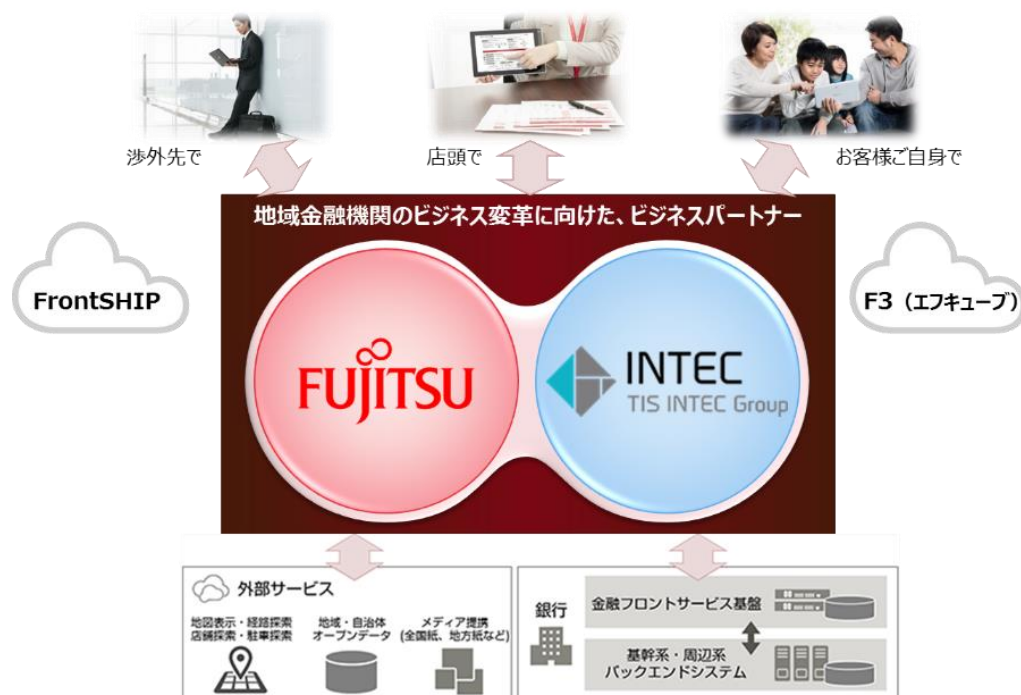 渉外先で
店頭で
お客様ご自身で
地域金融機関のビジネス変革に向けた、ビジネスパートナー
FrontSHIP
F3（エフキューブ）
FUJITSU
INTEC
TIS INTEC Group
外部サービス
地図表示・経路探索
店舗探索・駐車探索
地域・自治体
オープンデータ
メディア提携
(全国紙、地方紙など)
銀行
金融フロントサービス基盤
基幹系・周辺系
バックエンドシステム